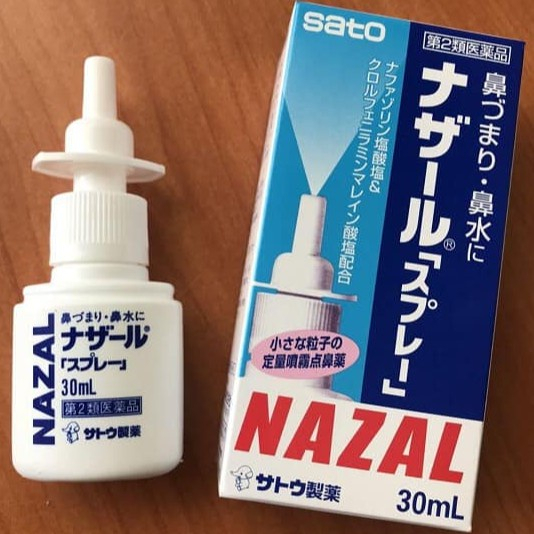 NAZAL
鼻づまり・鼻水に
ナザール®
「スプレー」
30mL
第2類医薬品
サトウ製薬
sato
第2類医薬品
鼻づまり・鼻水に
ナザール®「スプレー」
ナファゾリン塩酸塩&
クロルフェニラミンマレイン酸塩配合
小さな粒子の
定量噴霧点鼻薬
NAZAL
サトウ製薬
30mL